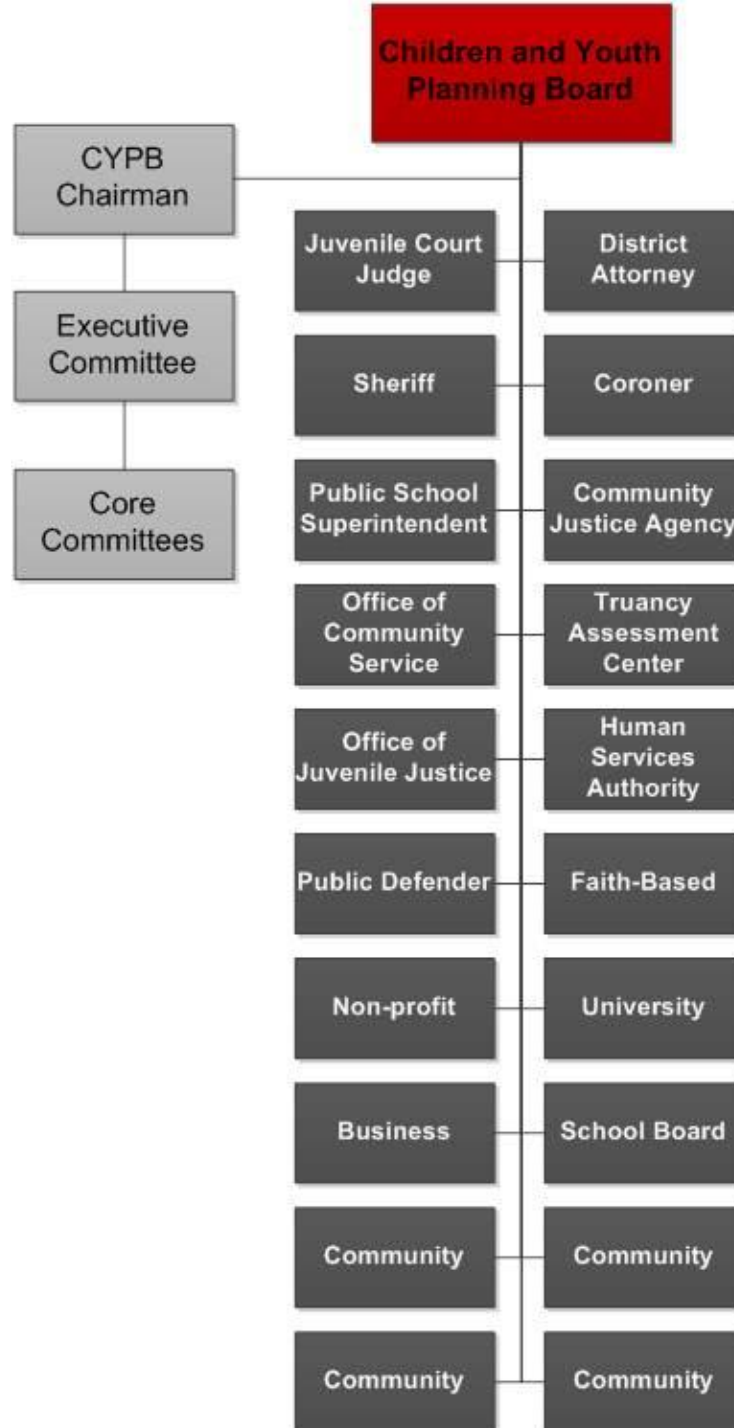 Children and Youth
Planning Board
CYPB
Chairman
Executive
Committee
Core
Committees
Juvenile Court
Judge
District
Attorney
Sheriff
Coroner
Public School
Superintendent
Community
Justice Agency
Office of
Community
Service
Truancy
Assessment
Center
Office of
Juvenile Justice
Human
Services
Authority
Public Defender
Faith-Based
Non-profit
University
Business
School Board
Community
Community
Community
Community